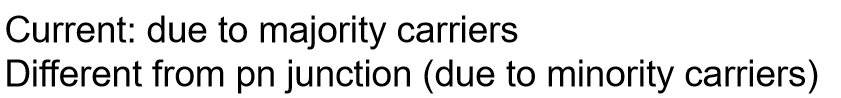 Current: due to majority carriers
Different from pn junction (due to minority carriers)